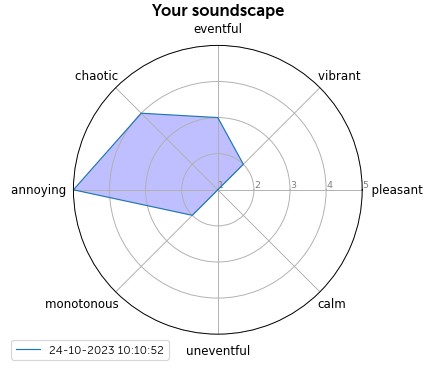 Your soundscape
eventful
chaotic
vibrant
annoying
1 2 3 4 5
pleasant
monotonous
calm
24-10-2023 10:10:52
uneventful